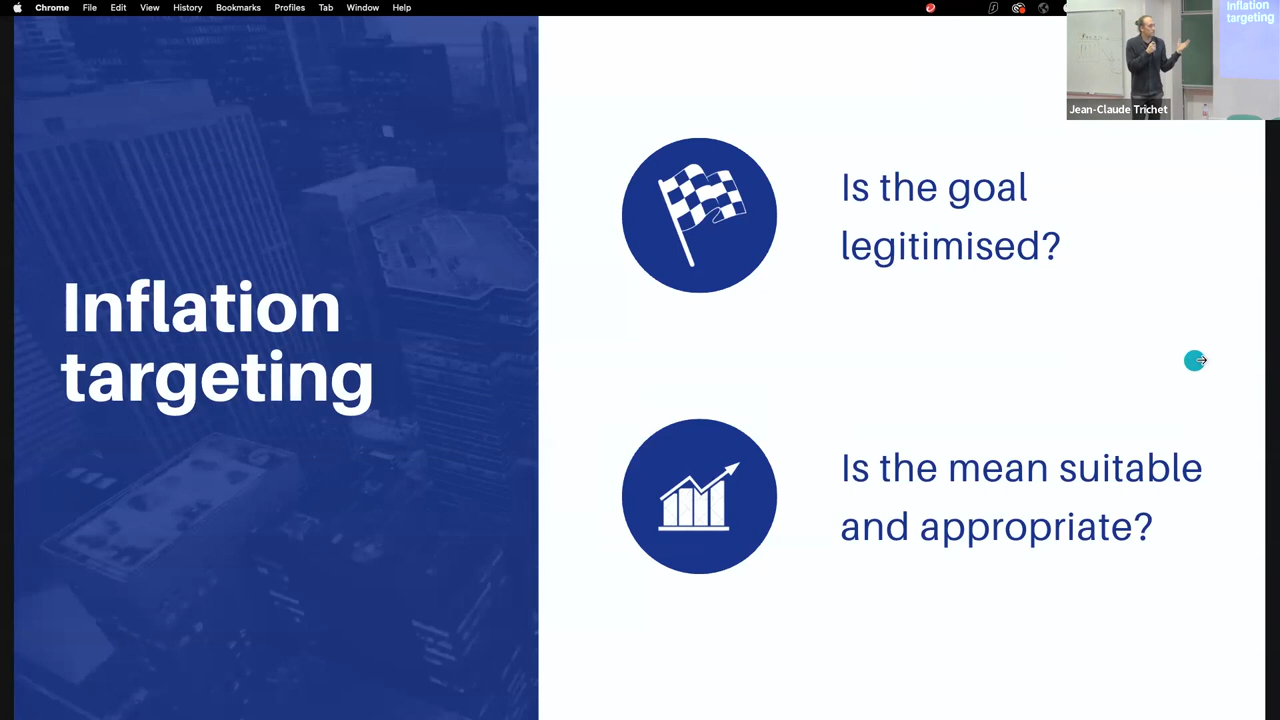 Chrome File Edit View History Bookmarks Profiles Tab Window Help
Inflation
targeting
Jean-Claude Trichet
Inflation
targeting
Is the goal
legitimised?
Is the mean suitable
and appropriate?